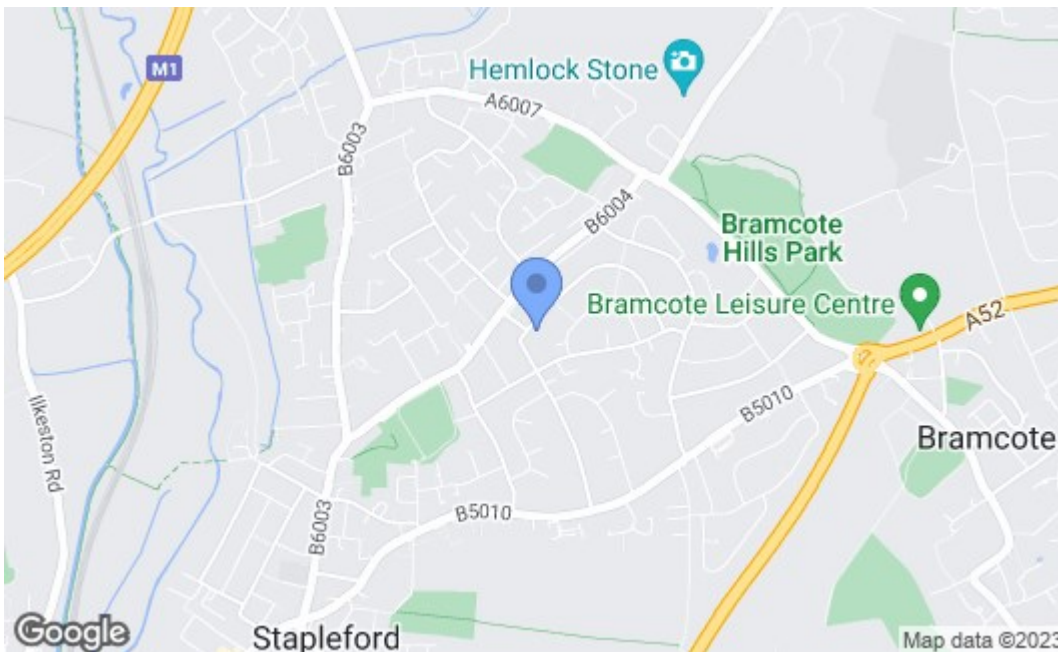 M1
Hemlock Stone
A6007
B6003
B6004
Bramcote
Hills Park
Bramcote Leisure Centre
A52
B5010
Bramcote
Ilkeston Rd
B6003
B5010
Stapleford
Google
Map data ©2023